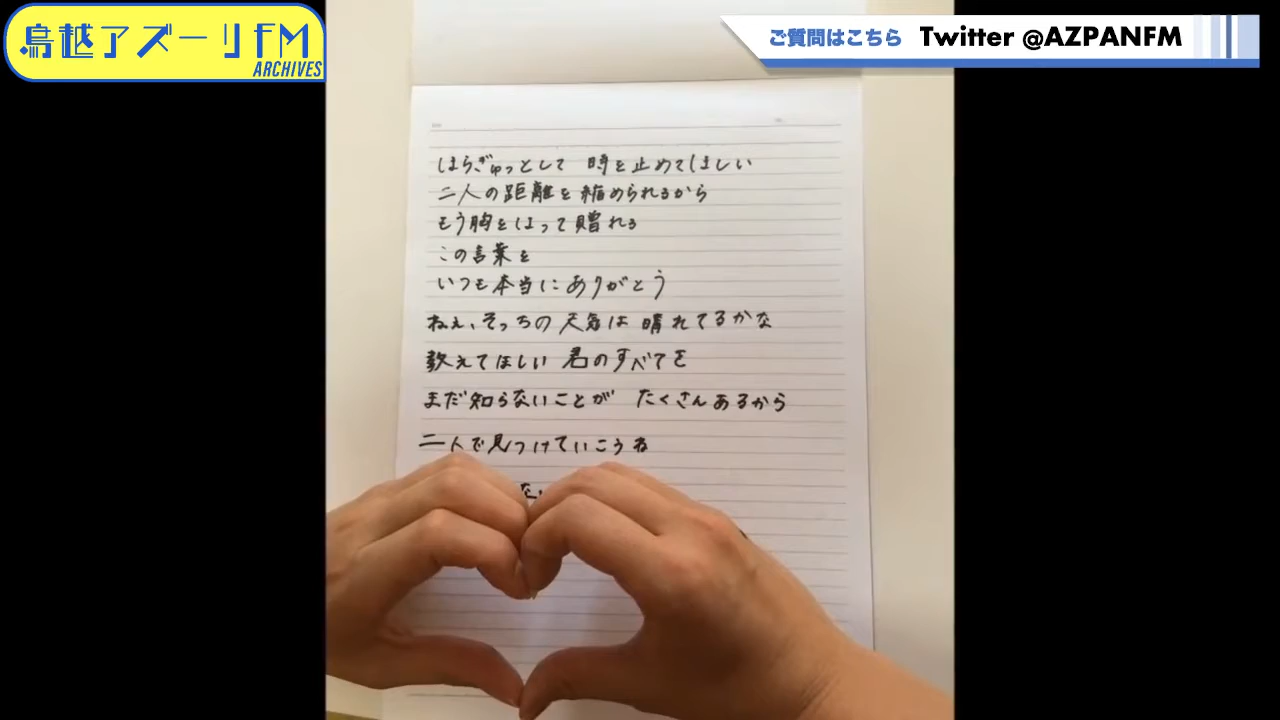 鳥越アズーリFM
ARCHIVES
ご質問はこちら Twitter @AZPANFM
ほらぎゅっとして 時を止めてほしい
二人の距離を縮められるから
もう胸をはって贈れる
この言葉を
いつも本当にありがとう
ねぇ、そっちの天気は 晴れてるかな
教えてほしい 君のすべてを
まだ知らないことが たくさんあるから
二人で見つけていこうね